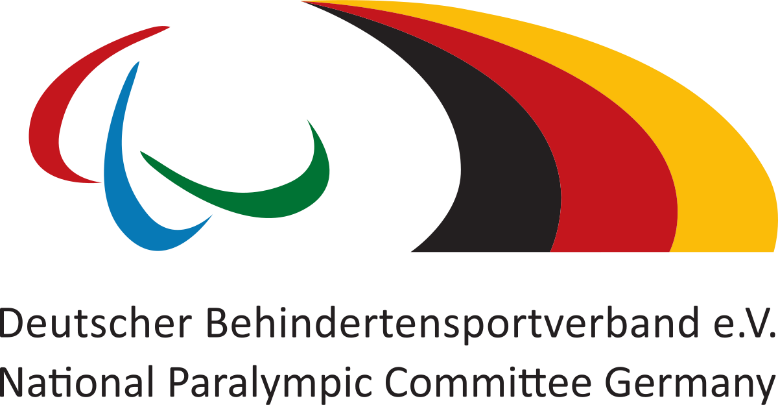 Deutscher Behindertensportverband e.V.
National Paralympic Committee Germany